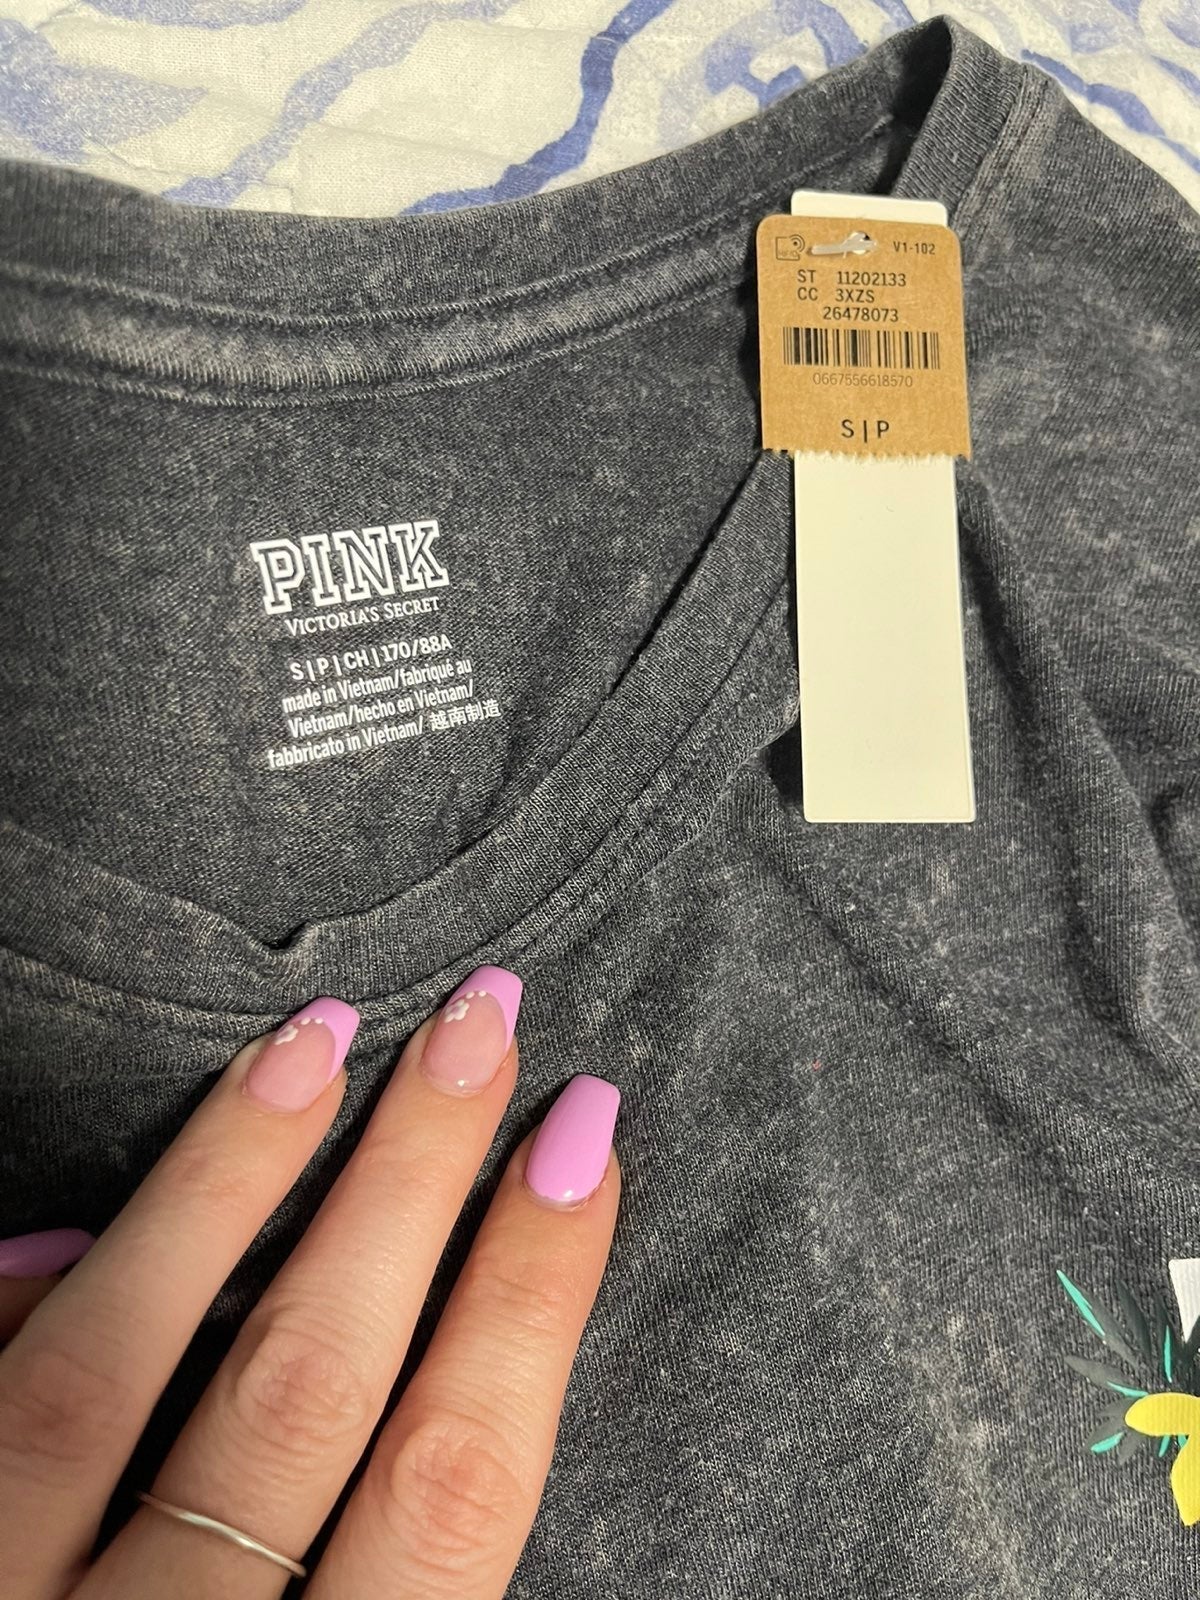 V1-102
ST 11202133
CC 3XZS
26478073
0667556618570
S|P
PINK
VICTORIA'S SECRET
S|P|CH|170/88A
made in Vietnam/fabriqué au
Vietnam/hecho en Vietnam/
fabbricato in Vietnam/ 越南制造